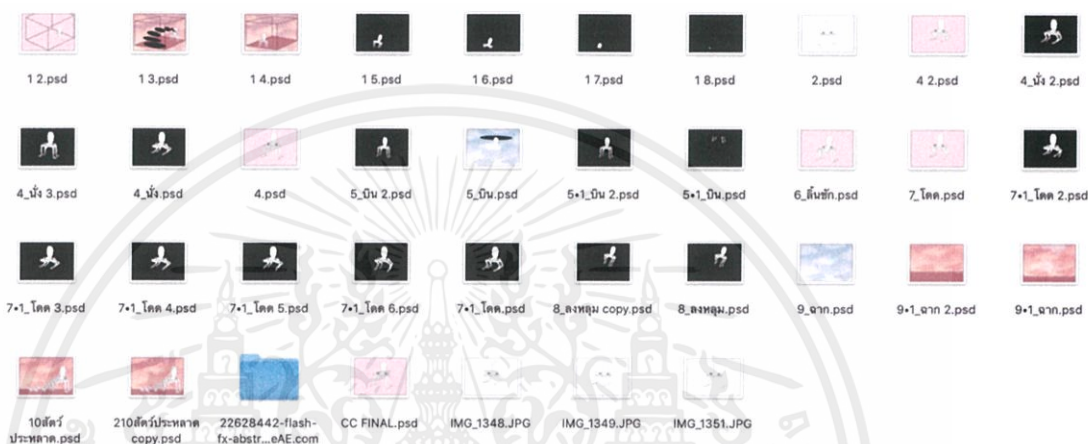 1 2.psd 1 3.psd 1 4.psd 1 5.psd 1 6.psd 1 7.psd 1 8.psd 2.psd 4 2.psd 4_นั่ง 2.psd
4_นั่ง 3.psd 4_นั่ง.psd 4.psd 5_บิน 2.psd 5_บิน.psd 5•1_บิน 2.psd 5•1_บิน.psd 6_ลิ้นชัก.psd 7_โดด.psd 7•1_โดด 2.psd
7•1_โดด 3.psd 7•1_โดด 4.psd 7•1_โดด 5.psd 7•1_โดด 6.psd 7•1_โดด.psd 8_ลงหลุม copy.psd 8_ลงหลุม.psd 9_ฉาก.psd 9•1_ฉาก 2.psd 9•1_ฉาก.psd
10สัตว์ 210สัตว์ประหลาด 22628442-flash- CC FINAL.psd IMG_1348.JPG IMG_1349.JPG IMG_1351.JPG
ประหลาด.psd copy.psd fx-abstr...eAE.com